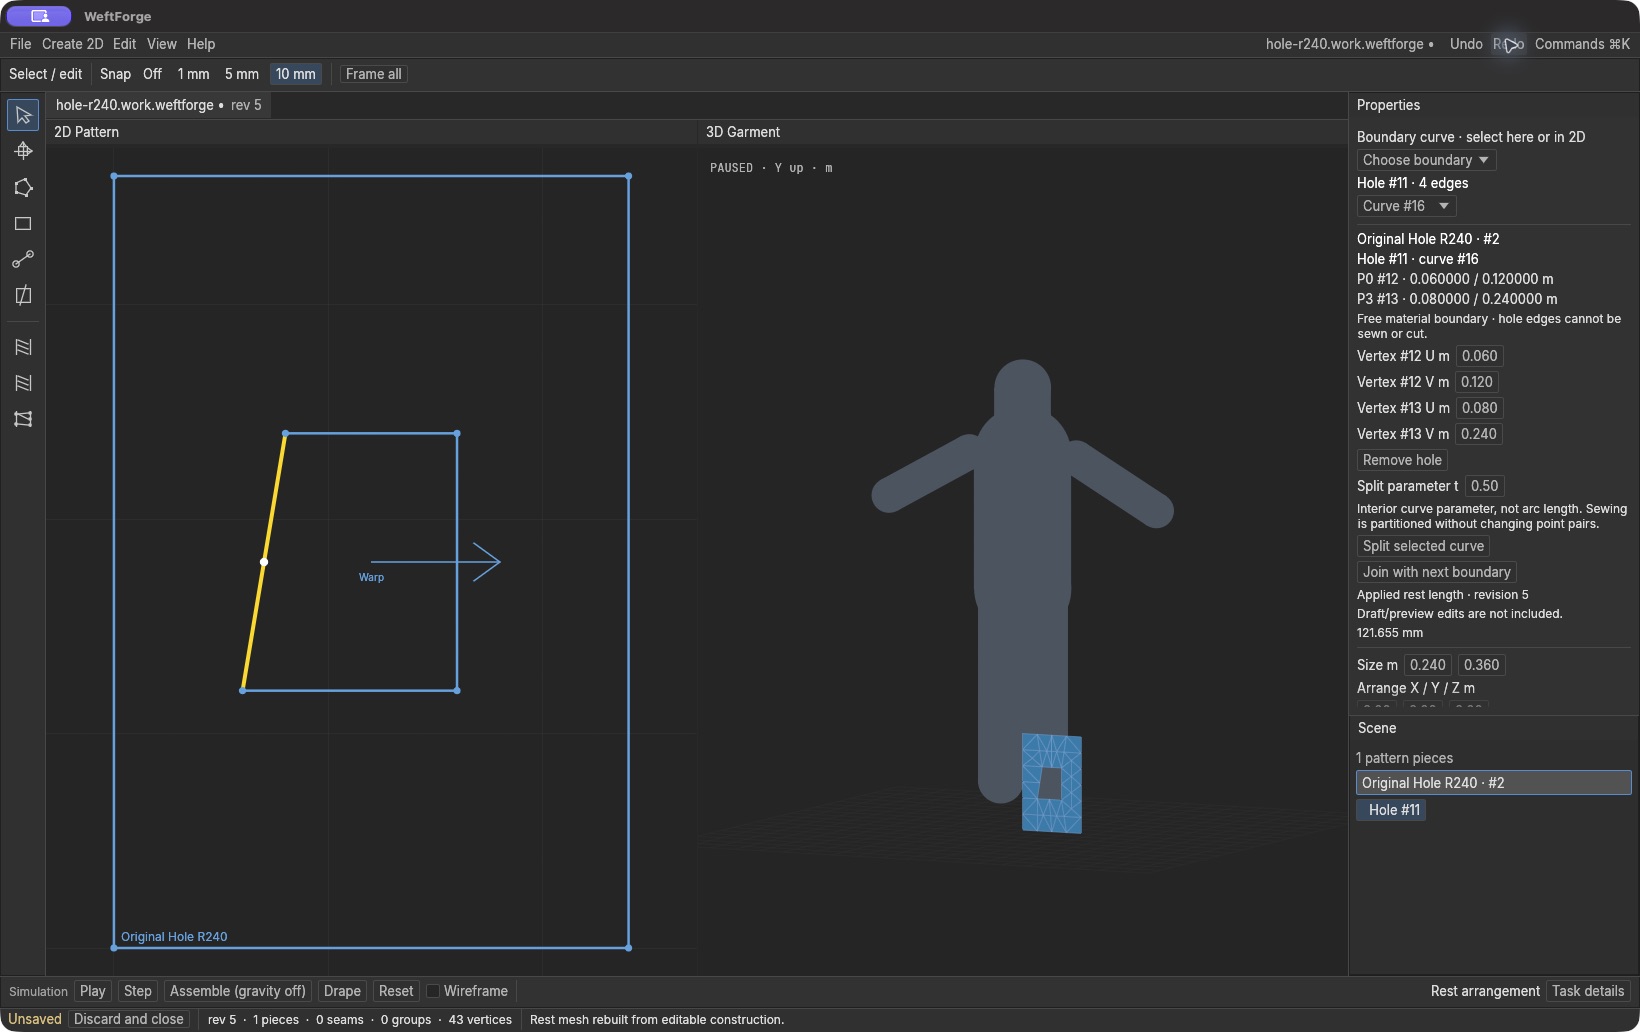 WeftForge
File Create 2D Edit View Help
hole-r240.work.weftforge • Undo Redo Commands ⌘K
Select / edit Snap Off 1 mm 5 mm 10 mm Frame all
hole-r240.work.weftforge • rev 5
2D Pattern
Warp
Original Hole R240
3D Garment
PAUSED · Y up · m
Properties
Boundary curve · select here or in 2D
Choose boundary
Hole #11 · 4 edges
Curve #16
Original Hole R240 · #2
Hole #11 · curve #16
P0 #12 · 0.060000 / 0.120000 m
P3 #13 · 0.080000 / 0.240000 m
Free material boundary · hole edges cannot be
sewn or cut.
Vertex #12 U m 0.060
Vertex #12 V m 0.120
Vertex #13 U m 0.080
Vertex #13 V m 0.240
Remove hole
Split parameter t 0.50
Interior curve parameter, not arc length. Sewing
is partitioned without changing point pairs.
Split selected curve
Join with next boundary
Applied rest length · revision 5
Draft/preview edits are not included.
121.655 mm
Size m 0.240 0.360
Arrange X / Y / Z m
Scene
1 pattern pieces
Original Hole R240 · #2
Hole #11
Simulation Play Step Assemble (gravity off) Drape Reset Wireframe
Rest arrangement Task details
Unsaved Discard and close rev 5 · 1 pieces · 0 seams · 0 groups · 43 vertices Rest mesh rebuilt from editable construction.